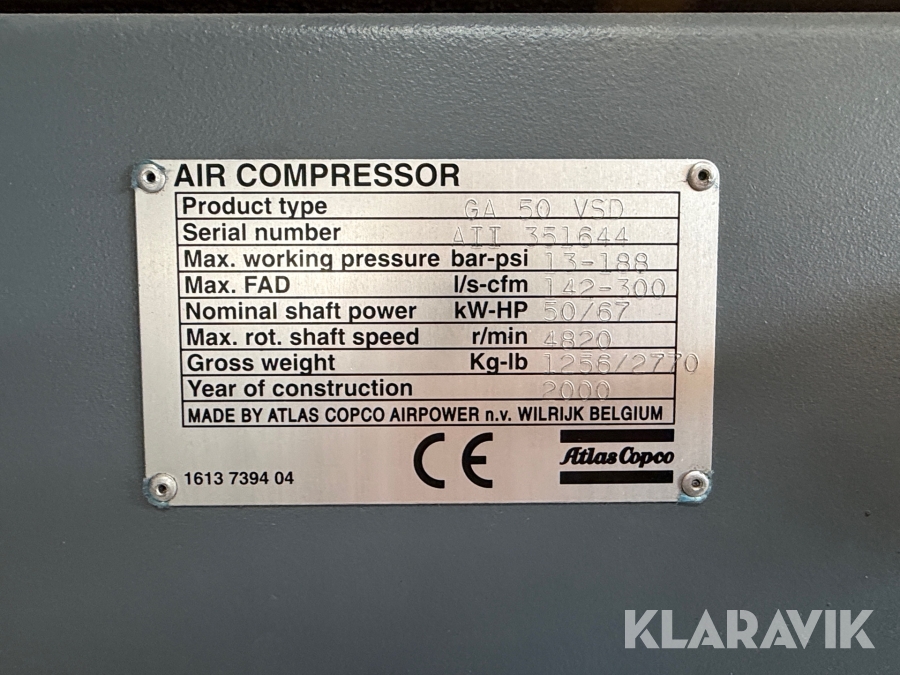 AIR COMPRESSOR
Product type GA 50 VSD
Serial number AII 351644
Max. working pressure bar-psi 13-188
Max. FAD l/s-cfm 142-300
Nominal shaft power kW-HP 50/67
Max. rot. shaft speed r/min 4820
Gross weight Kg-lb 1256/2770
Year of construction 2000
MADE BY ATLAS COPCO AIRPOWER n.v. WILRIJK BELGIUM
CE
Atlas Copco
1613 7394 04
KLARAVIK